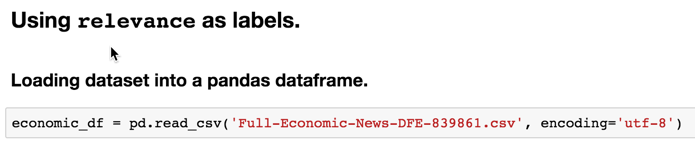 Using relevance as labels.
Loading dataset into a pandas dataframe.
economic_df = pd.read_csv('Full-Economic-News-DFE-839861.csv', encoding='utf-8')